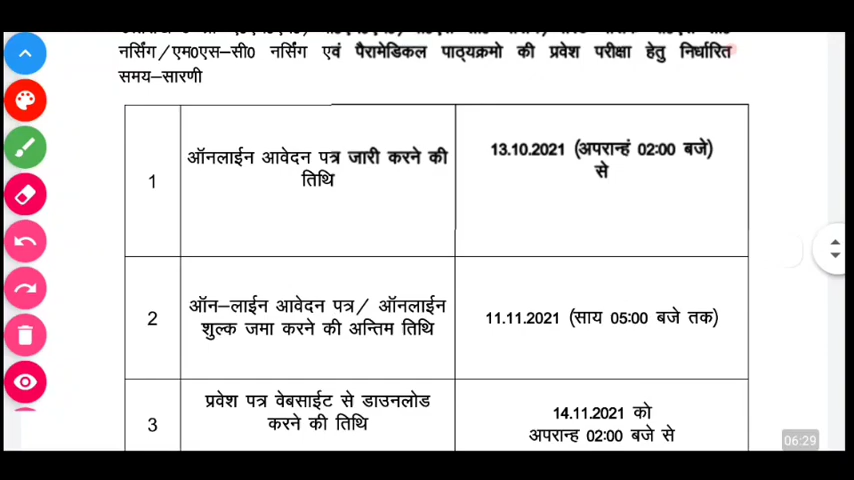 नर्सिंग/एम0एस–सी0 नर्सिंग एवं पैरामेडिकल पाठ्यक्रमो की प्रवेश परीक्षा हेतु निर्धारित
समय–सारणी
1
ऑनलाईन आवेदन पत्र जारी करने की
तिथि
13.10.2021 (अपरान्हं 02:00 बजे)
से
2
ऑन–लाईन आवेदन पत्र/ ऑनलाईन
शुल्क जमा करने की अन्तिम तिथि
11.11.2021 (साय 05:00 बजे तक)
3
प्रवेश पत्र वेबसाईट से डाउनलोड
करने की तिथि
14.11.2021 को
अपरान्ह 02:00 बजे से
06:29